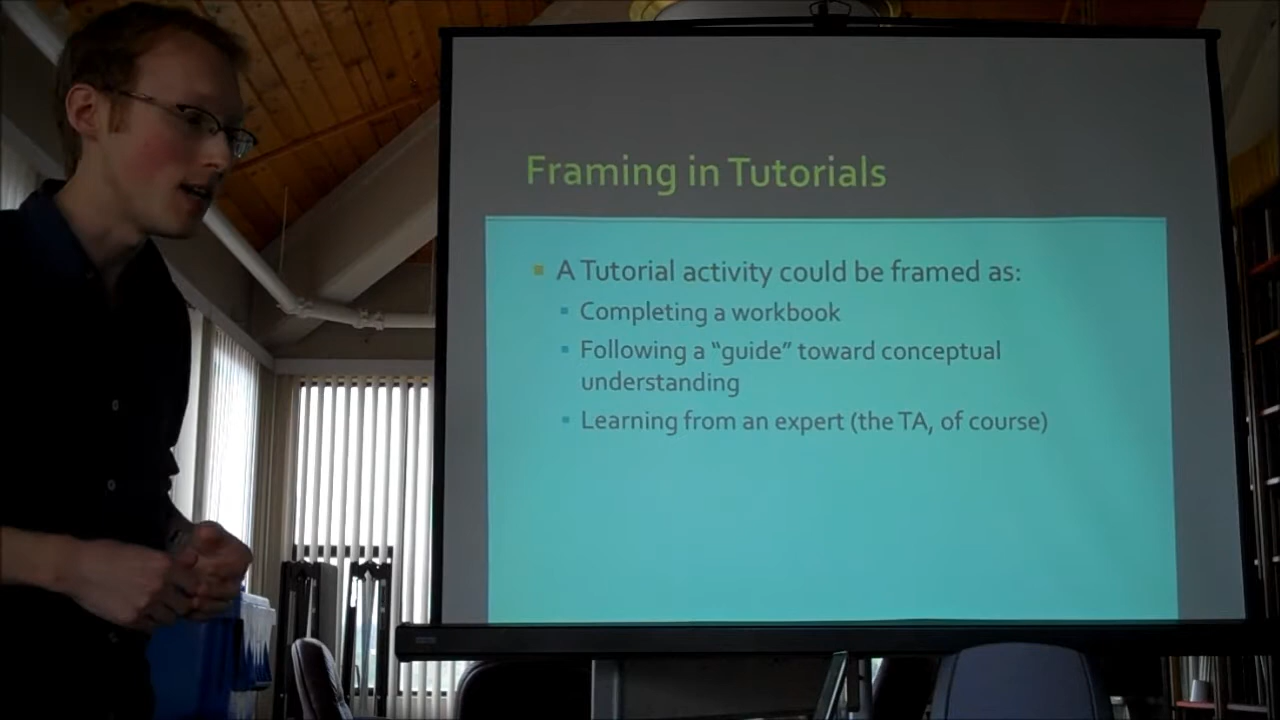 Framing in Tutorials
A Tutorial activity could be framed as:
Completing a workbook
Following a “guide” toward conceptual
understanding
Learning from an expert (the TA, of course)